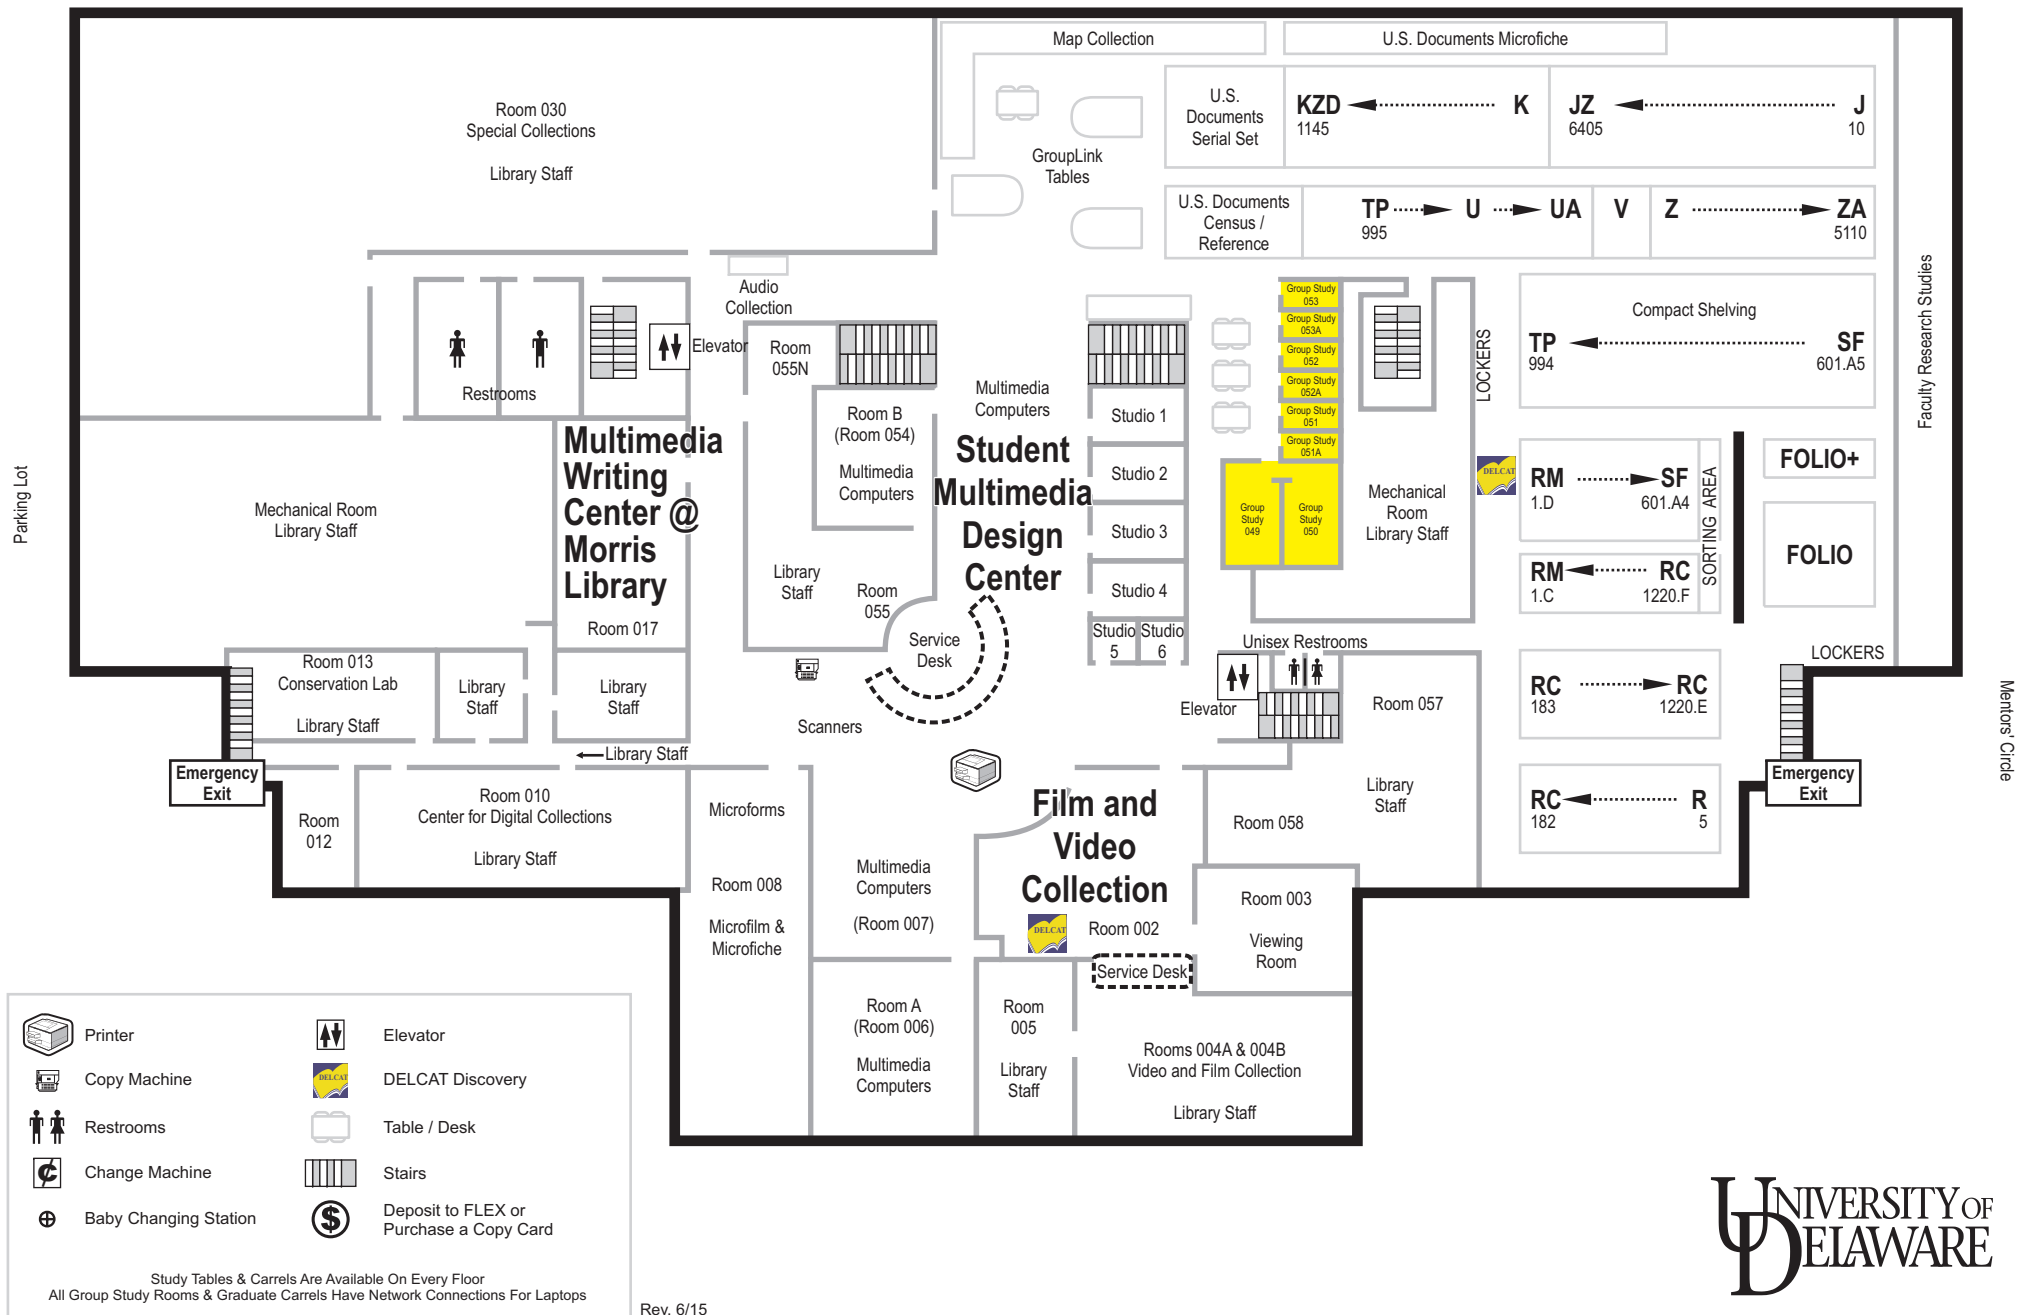 Map Collection
U.S. Documents Microfiche
Room 030
Special Collections
Library Staff
GroupLink
Tables
U.S.
Documents
Serial Set
KZD K
1145
JZ J
6405 10
U.S. Documents
Census /
Reference
TP U UA
995
V
Z ZA
5110
Audio
Collection
Restrooms
Elevator
Room
055N
Room B
(Room 054)
Multimedia
Computers
Multimedia
Computers
Student
Multimedia
Design
Center
Studio 1
Studio 2
Studio 3
Studio 4
Studio
5
Studio
6
Group Study
053
Group Study
053A
Group Study
052
Group Study
052A
Group Study
051
Group Study
051A
Group
Study
049
Group
Study
050
Mechanical
Room
Library Staff
LOCKERS
Compact Shelving
TP SF
994 601.A5
Faculty Research Studies
DELCAT
RM SF
1.D 601.A4
RM RC
1.C 1220.F
SORTING AREA
FOLIO+
FOLIO
LOCKERS
RC RC
183 1220.E
RC R
182 5
Emergency
Exit
Mentors' Circle
Parking Lot
Mechanical Room
Library Staff
Multimedia
Writing
Center @
Morris
Library
Room 017
Library
Staff
Room
055
Service
Desk
Room 013
Conservation Lab
Library Staff
Library
Staff
Library
Staff
Library Staff
Scanners
Emergency
Exit
Room
012
Room 010
Center for Digital Collections
Library Staff
Microforms
Room 008
Microfilm &
Microfiche
Multimedia
Computers
(Room 007)
Room A
(Room 006)
Multimedia
Computers
Film and
Video
Collection
DELCAT
Room 002
Service Desk
Room
005
Library
Staff
Rooms 004A & 004B
Video and Film Collection
Library Staff
Room 003
Viewing
Room
Room 058
Unisex Restrooms
Elevator
Room 057
Library
Staff
Printer
Copy Machine
Restrooms
Change Machine
Baby Changing Station
Elevator
DELCAT
DELCAT Discovery
Table / Desk
Stairs
Deposit to FLEX or
Purchase a Copy Card
Study Tables & Carrels Are Available On Every Floor
All Group Study Rooms & Graduate Carrels Have Network Connections For Laptops
Rev. 6/15
UNIVERSITY OF
DELAWARE